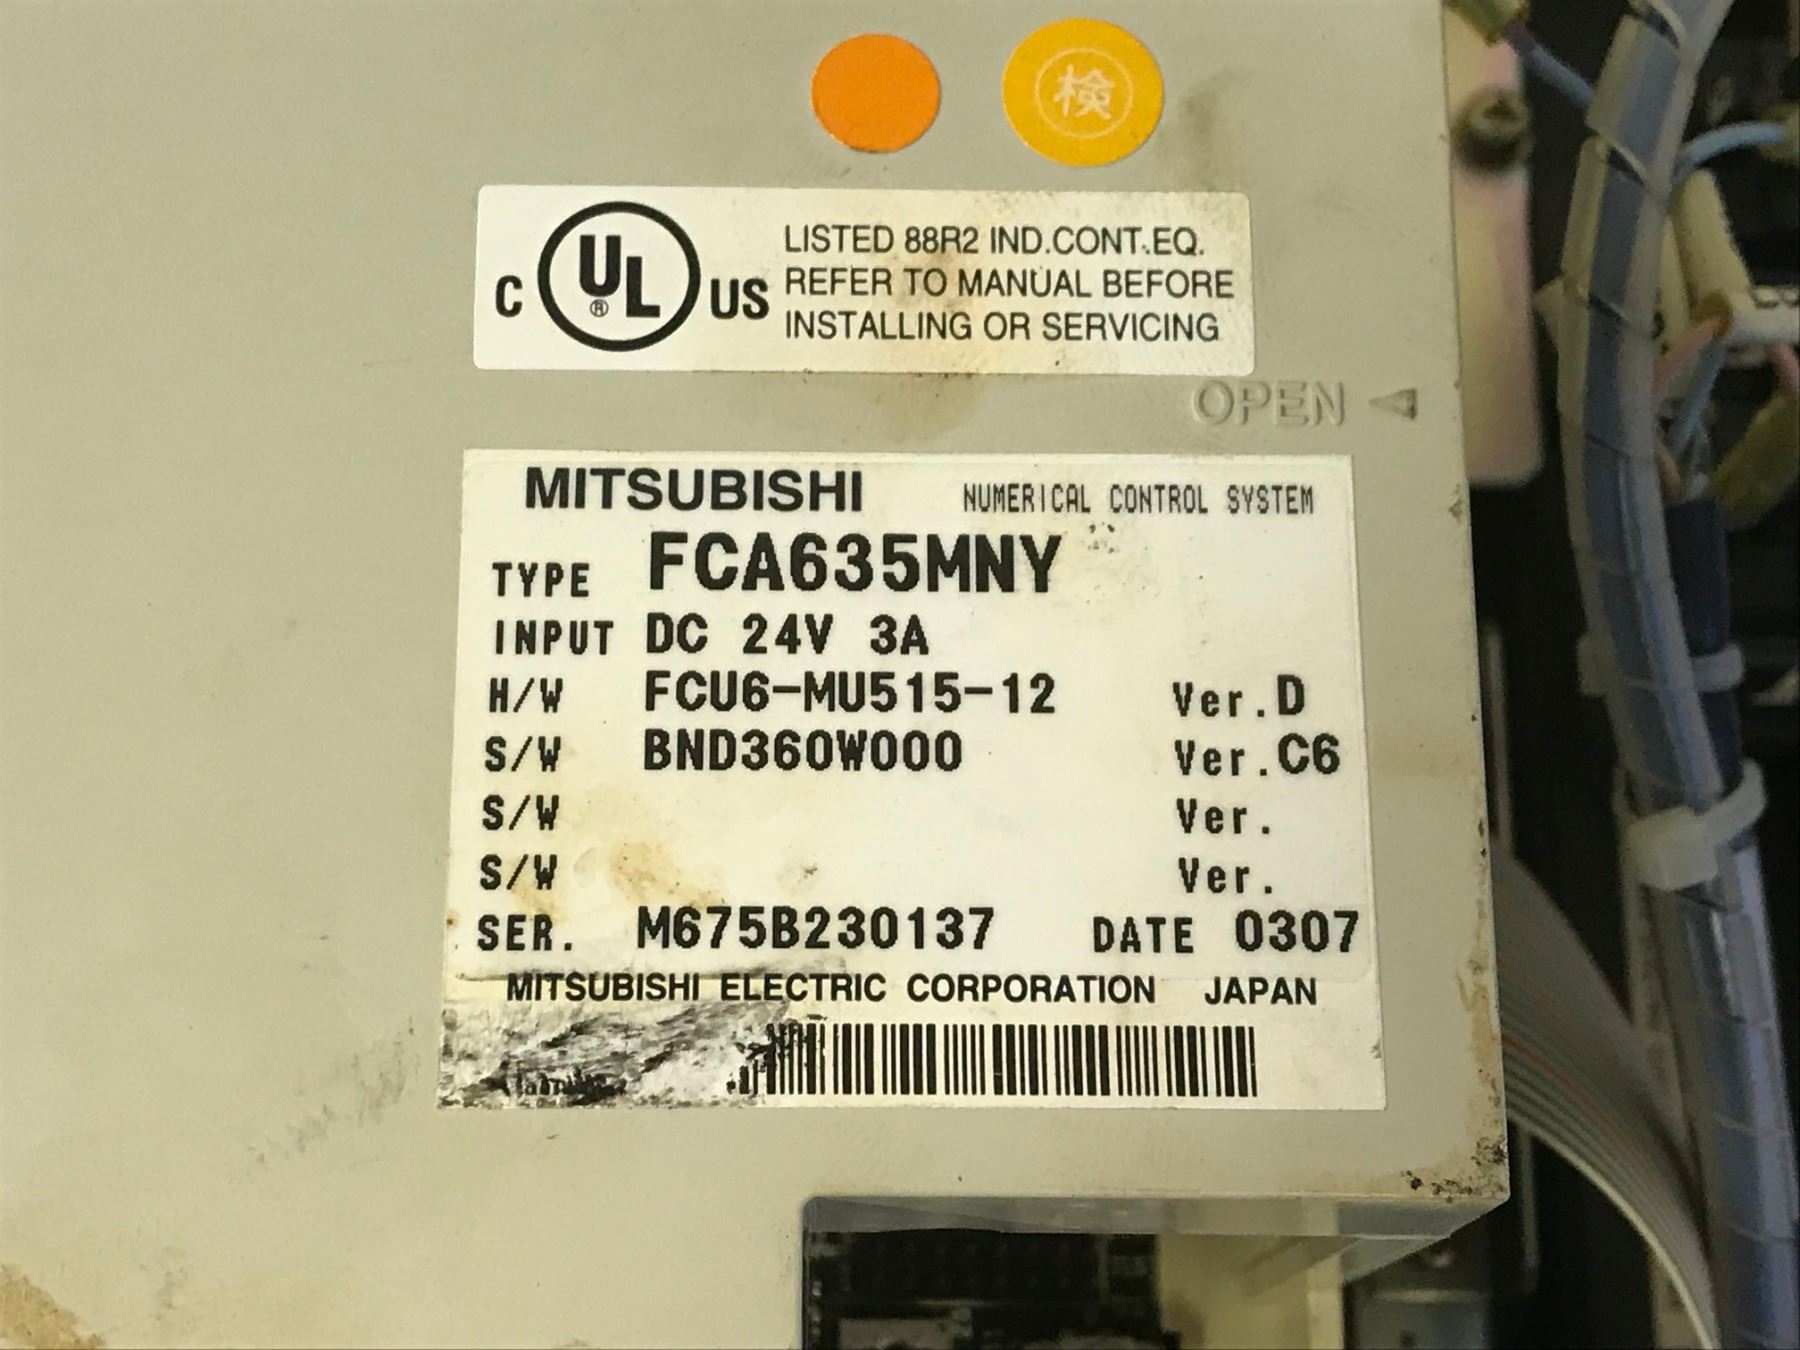 検
C UL ® US
LISTED 88R2 IND.CONT.EQ.
REFER TO MANUAL BEFORE
INSTALLING OR SERVICING
OPEN
MITSUBISHI NUMERICAL CONTROL SYSTEM
TYPE FCA635MNY
INPUT DC 24V 3A
H/W FCU6-MU515-12 Ver.D
S/W BND360W000 Ver.C6
S/W Ver.
S/W Ver.
SER. M675B230137 DATE 0307
MITSUBISHI ELECTRIC CORPORATION JAPAN